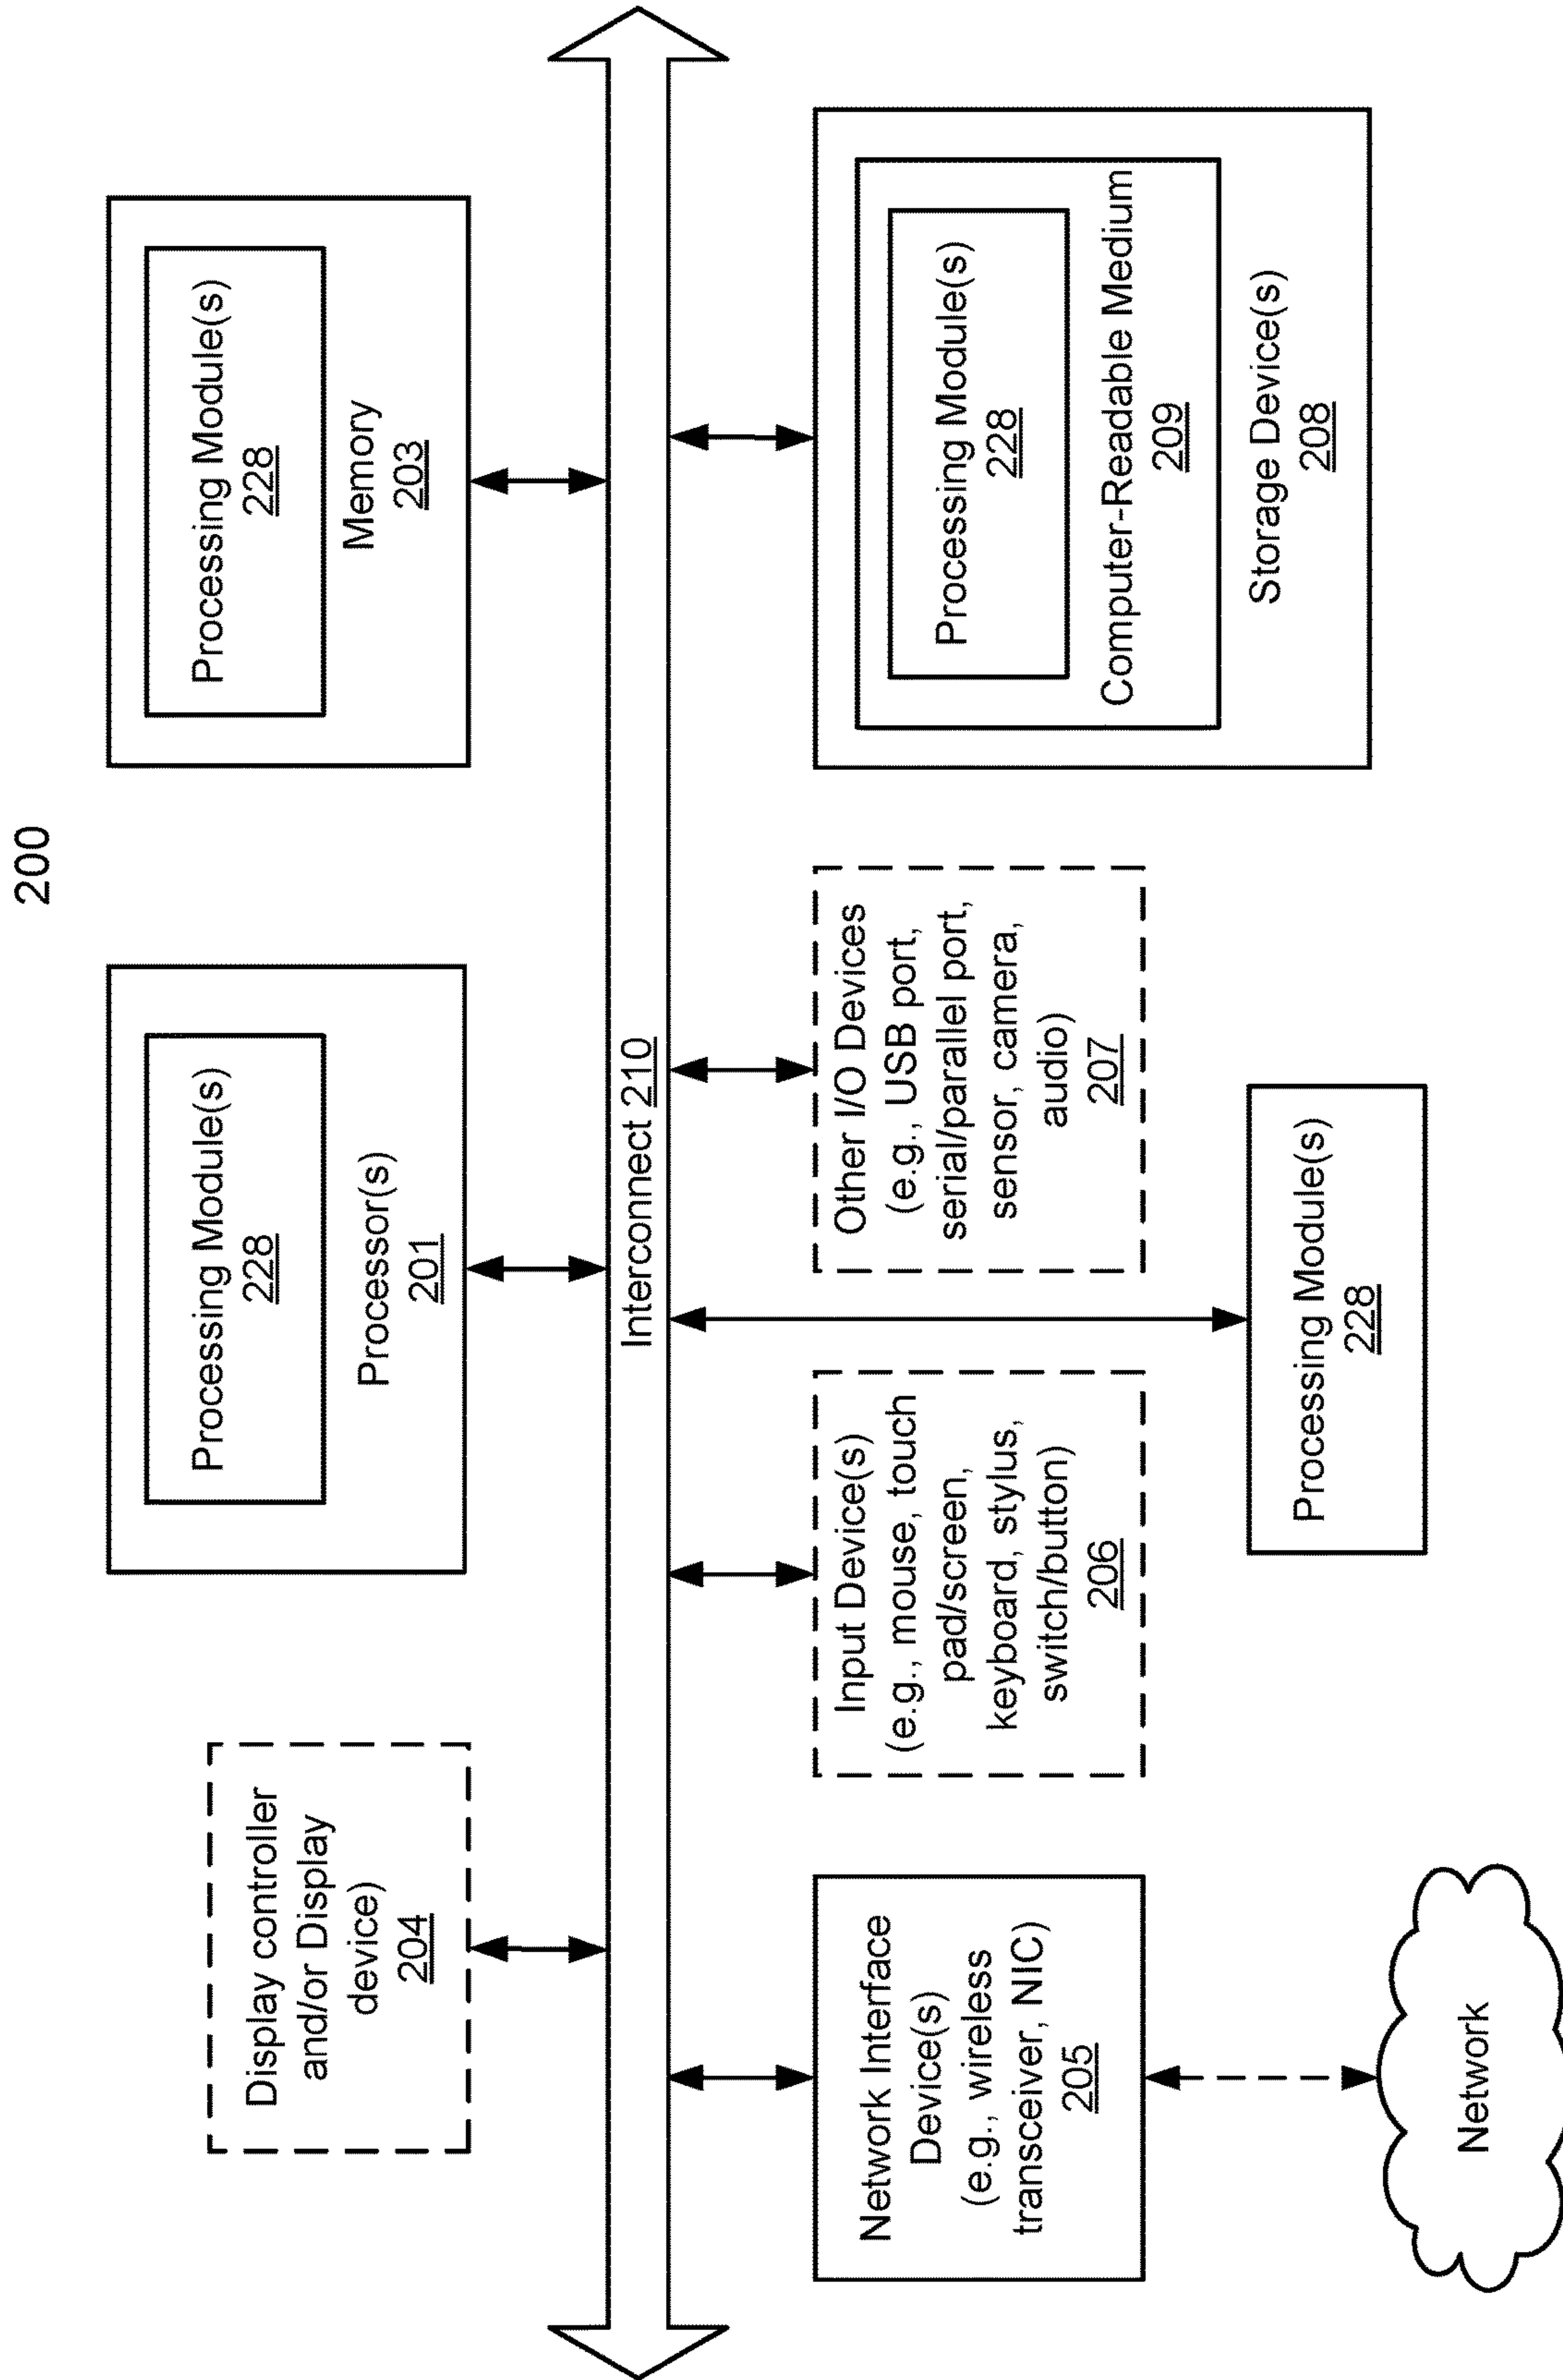 200
Display controller
and/or Display
device)
204
Processing Module(s)
228
Processor(s)
201
Processing Module(s)
228
Memory
203
Interconnect 210
Network Interface
Device(s)
(e.g., wireless
transceiver, NIC)
205
Input Device(s)
(e.g., mouse, touch
pad/screen,
keyboard, stylus,
switch/button)
206
Other I/O Devices
(e.g., USB port,
serial/parallel port,
sensor, camera,
audio)
207
Processing Module(s)
228
Computer-Readable Medium
209
Storage Device(s)
208
Processing Module(s)
228
Network